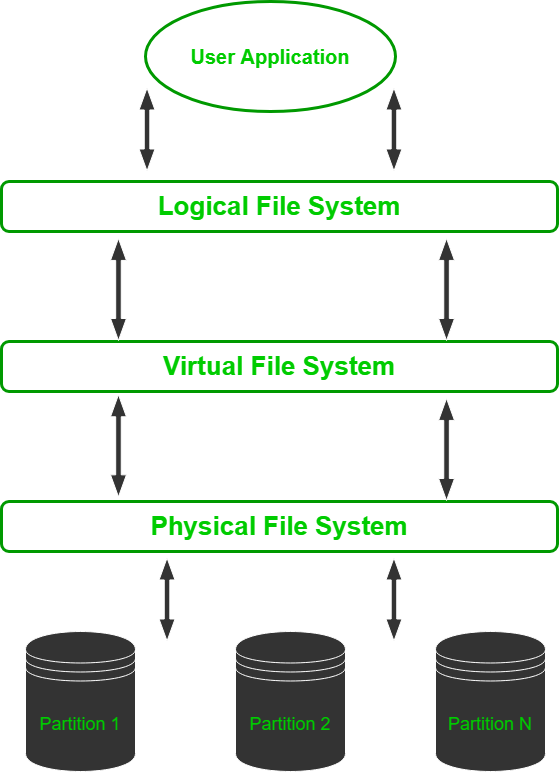 User Application
Logical File System
Virtual File System
Physical File System
Partition 1
Partition 2
Partition N